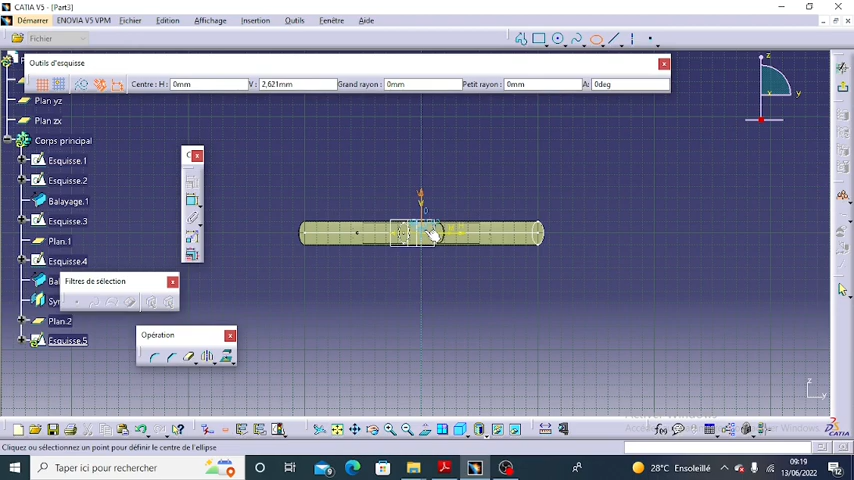 CATIA V5 - [Part3]
Démarrer
ENOVIA V5 VPM
Fichier
Edition
Affichage
Insertion
Outils
Fenêtre
Aide
Fichier
Outils d'esquisse
Centre : H : 0mm V : 2,621mm Grand rayon : 0mm Petit rayon : 0mm A: 0deg
Plan yz
Plan zx
Corps principal
Esquisse.1
Esquisse.2
Balayage.1
Esquisse.3
Plan.1
Esquisse.4
Filtres de sélection
Plan.2
Esquisse.5
Opération
z
y
x
z
y
Cliquez ou sélectionnez un point pour définir le centre de l'ellipse
CATIA
Taper ici pour rechercher
28°C Ensoleillé
09:19
13/06/2022